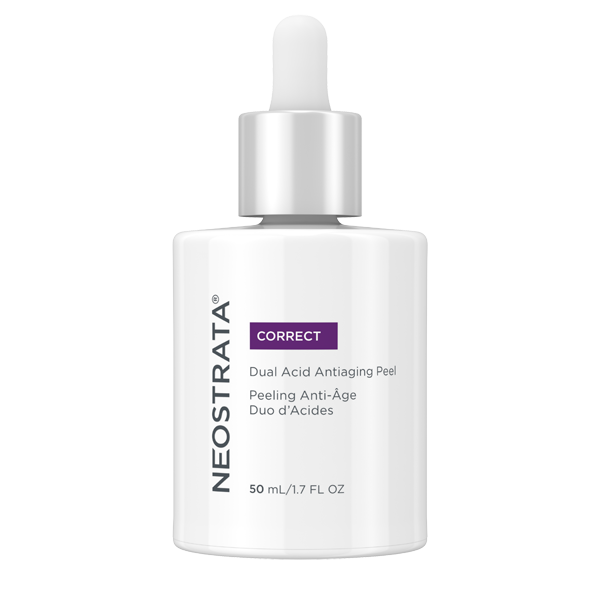 NEOSTRATA®
CORRECT
Dual Acid Antiaging Peel
Peeling Anti-Âge
Duo d'Acides
50 mL/1.7 FL OZ